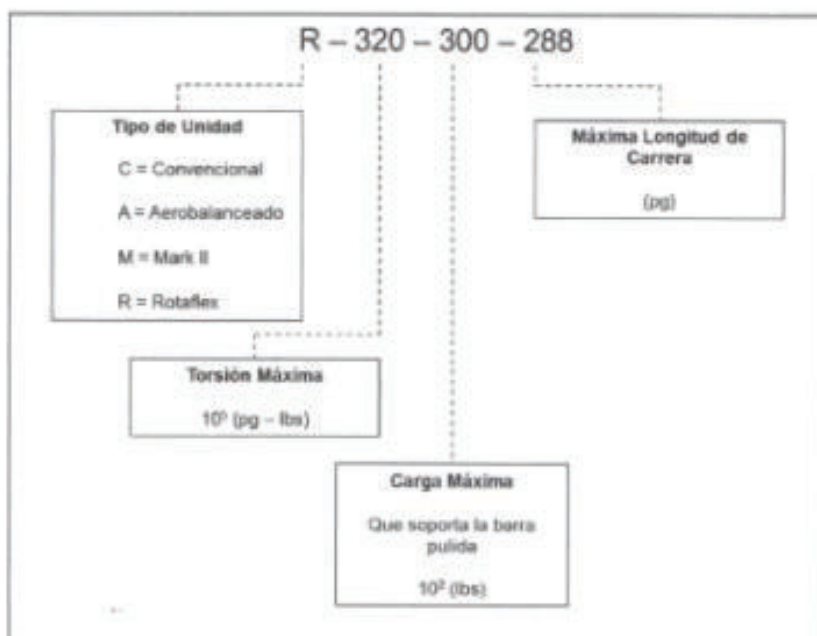 R – 320 – 300 – 288
Tipo de Unidad
C = Convencional
A = Aerobalanceado
M = Mark II
R = Rotaflex
Máxima Longitud de
Carrera
(pg)
Torsión Máxima
(pg – lbs)
Carga Máxima
Que soporta la barra
pulida
10² (lbs)